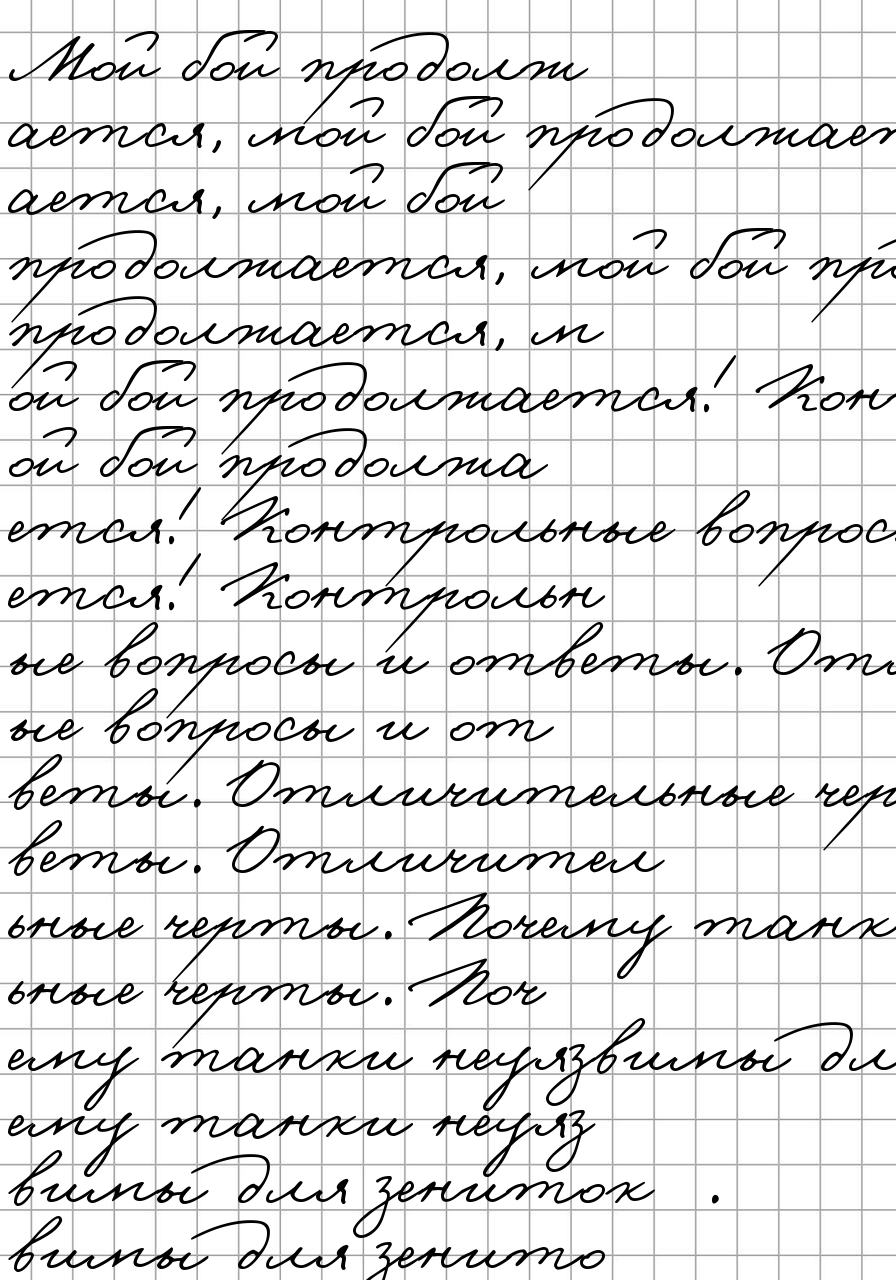 Мой бой продолж
ается, мой бой продолжает
ается, мой бой
продолжается, мой бой про
продолжается, м
ой бой продолжается! Кон
ой бой продолжа
ется! Контрольные вопрос
ется! Контрольн
ые вопросы и ответы. Отл
ые вопросы и от
веты. Отличительные чер
веты. Отличител
ьные черты. Почему танк
ьные черты. Поч
ему танки неуязвимы дл
ему танки неуяз
вимы для зениток .
вимы для зенито